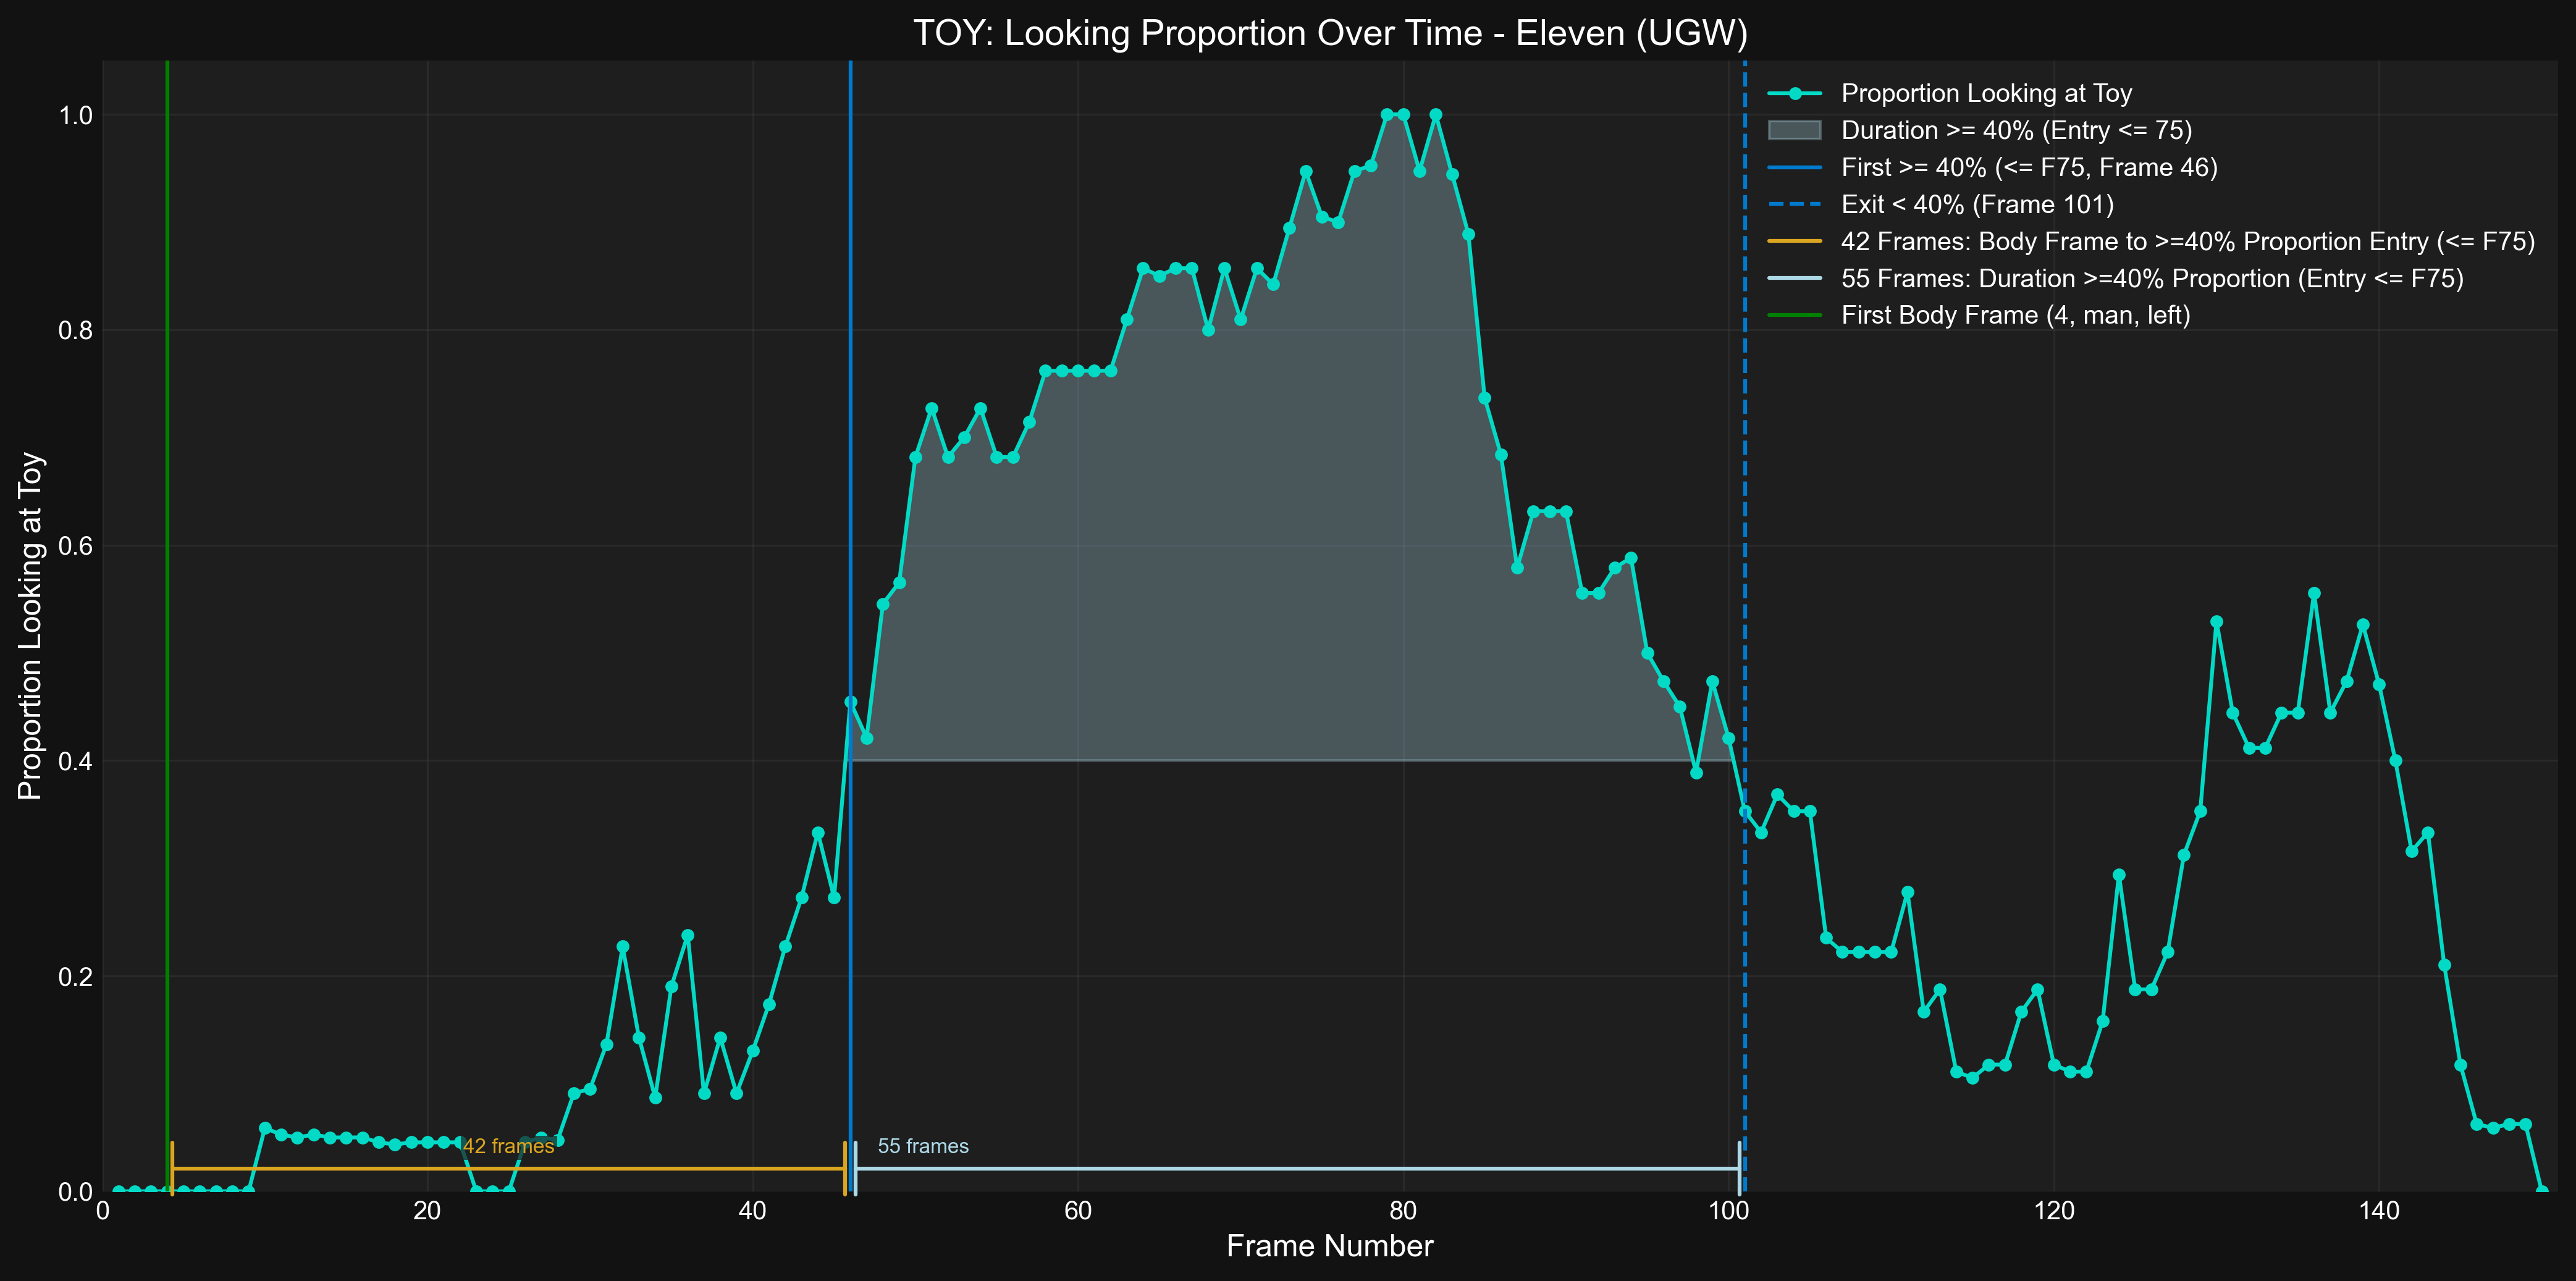 TOY: Looking Proportion Over Time - Eleven (UGW)
Proportion Looking at Toy
Duration >= 40% (Entry <= 75)
First >= 40% (<= F75, Frame 46)
Exit < 40% (Frame 101)
42 Frames: Body Frame to >=40% Proportion Entry (<= F75)
55 Frames: Duration >=40% Proportion (Entry <= F75)
First Body Frame (4, man, left)
Proportion Looking at Toy
1.0
0.8
0.6
0.4
0.2
0.0
42 frames
55 frames
0 20 40 60 80 100 120 140
Frame Number